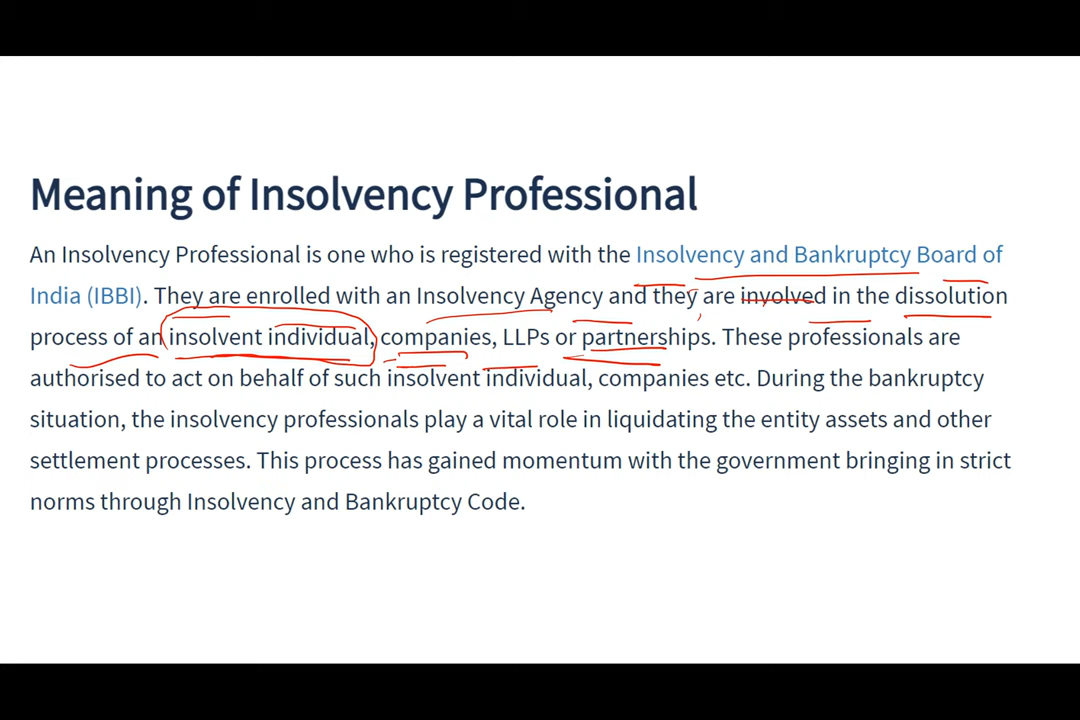 Meaning of Insolvency Professional
An Insolvency Professional is one who is registered with the Insolvency and Bankruptcy Board of
India (IBBI). They are enrolled with an Insolvency Agency and they are involved in the dissolution
process of an insolvent individual, companies, LLPs or partnerships. These professionals are
authorised to act on behalf of such insolvent individual, companies etc. During the bankruptcy
situation, the insolvency professionals play a vital role in liquidating the entity assets and other
settlement processes. This process has gained momentum with the government bringing in strict
norms through Insolvency and Bankruptcy Code.